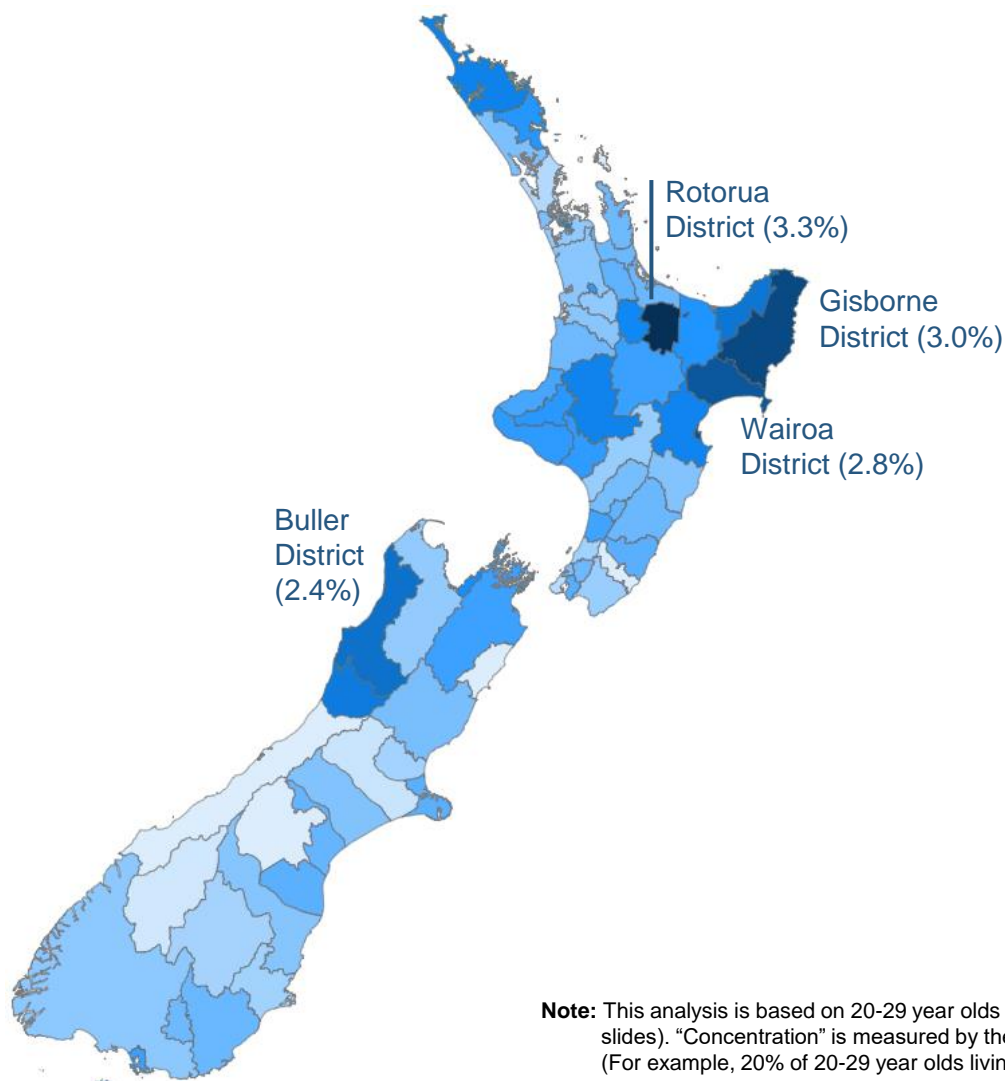 Rotorua
District (3.3%)
Gisborne
District (3.0%)
Wairoa
District (2.8%)
Buller
District
(2.4%)
Note: This analysis is based on 20-29 year olds
slides). “Concentration” is measured by the
(For example, 20% of 20-29 year olds livin